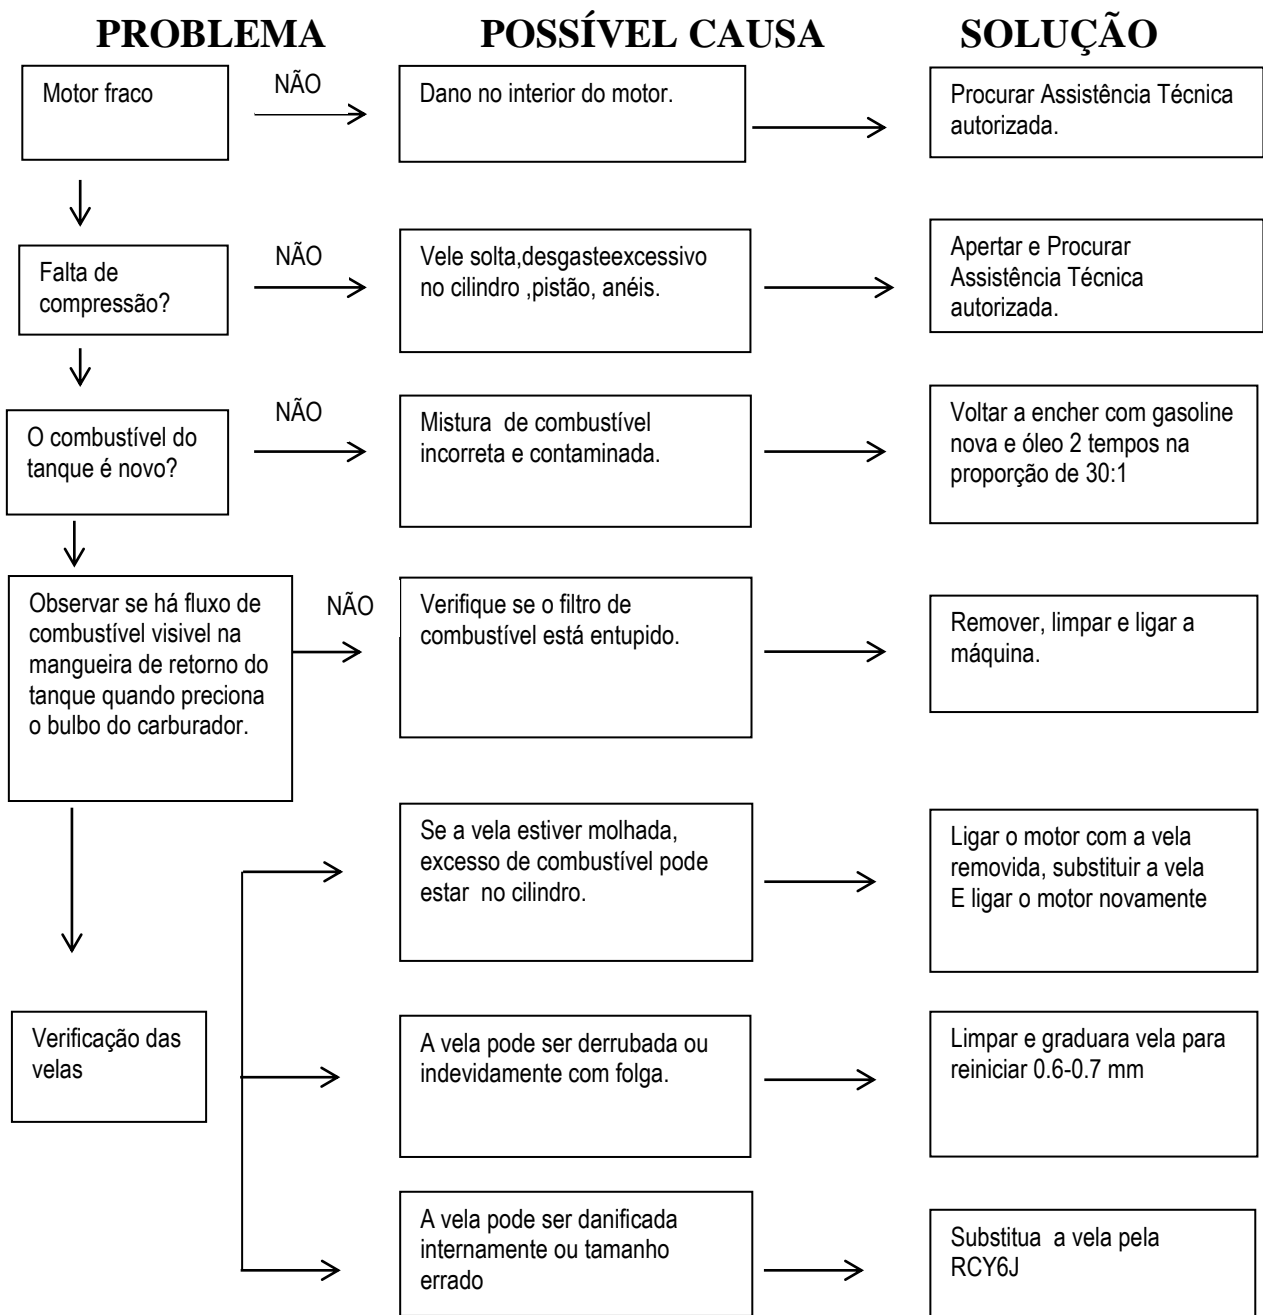 PROBLEMA POSSÍVEL CAUSA SOLUÇÃO
Motor fraco
NÃO
Dano no interior do motor.
Procurar Assistência Técnica
autorizada.
Falta de
compressão?
NÃO
Vele solta,desgasteexcessivo
no cilindro ,pistão, anéis.
Apertar e Procurar
Assistência Técnica
autorizada.
O combustível do
tanque é novo?
NÃO
Mistura de combustível
incorreta e contaminada.
Voltar a encher com gasoline
nova e óleo 2 tempos na
proporção de 30:1
Observar se há fluxo de
combustível visivel na
mangueira de retorno do
tanque quando preciona
o bulbo do carburador.
NÃO
Verifique se o filtro de
combustível está entupido.
Remover, limpar e ligar a
máquina.
Se a vela estiver molhada,
excesso de combustível pode
estar no cilindro.
Ligar o motor com a vela
removida, substituir a vela
E ligar o motor novamente
Verificação das
velas
A vela pode ser derrubada ou
indevidamente com folga.
Limpar e graduara vela para
reiniciar 0.6-0.7 mm
A vela pode ser danificada
internamente ou tamanho
errado
Substitua a vela pela
RCY6J